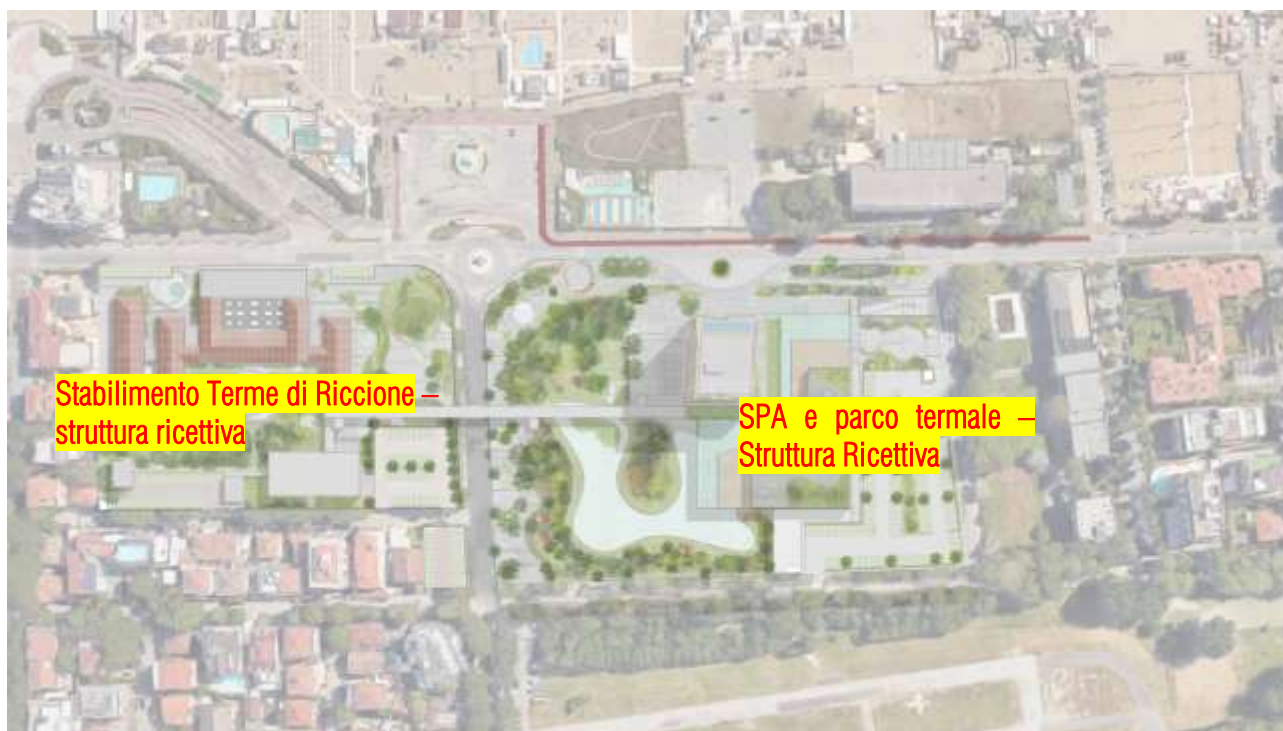 Stabilimento Terme di Riccione –
struttura ricettiva
SPA e parco termale –
Struttura Ricettiva